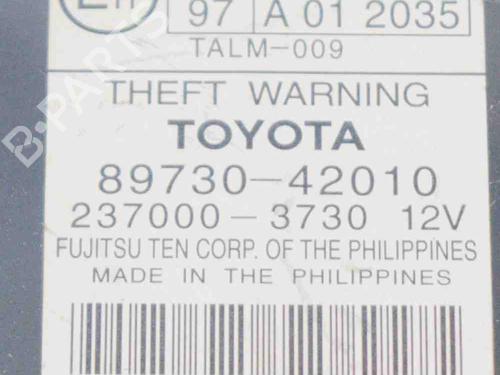 97 A 01 2035
TALM-009
THEFT WARNING
TOYOTA
89730-42010
237000-3730 12V
FUJITSU TEN CORP. OF THE PHILIPPINES
MADE IN THE PHILIPPINES
B-PARTS